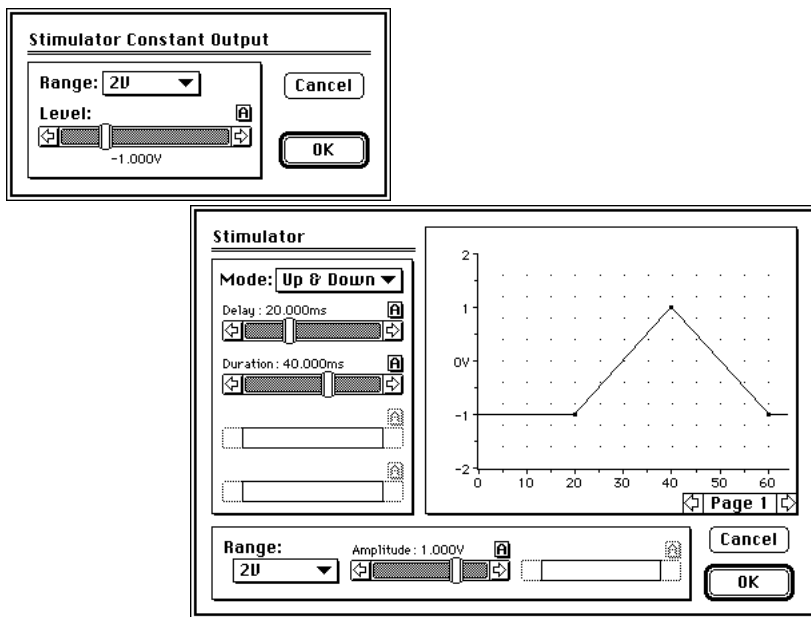 Stimulator Constant Output
Range: 2V
Cancel
Level:
A
-1.000V
OK
Stimulator
Mode: Up & Down
Delay : 20.000ms
A
Duration : 40.000ms
A
A
A
2
1
0V
-1
-2
0 10 20 30 40 50 60
Page 1
Range:
2V
Amplitude : 1.000V
A
A
Cancel
OK